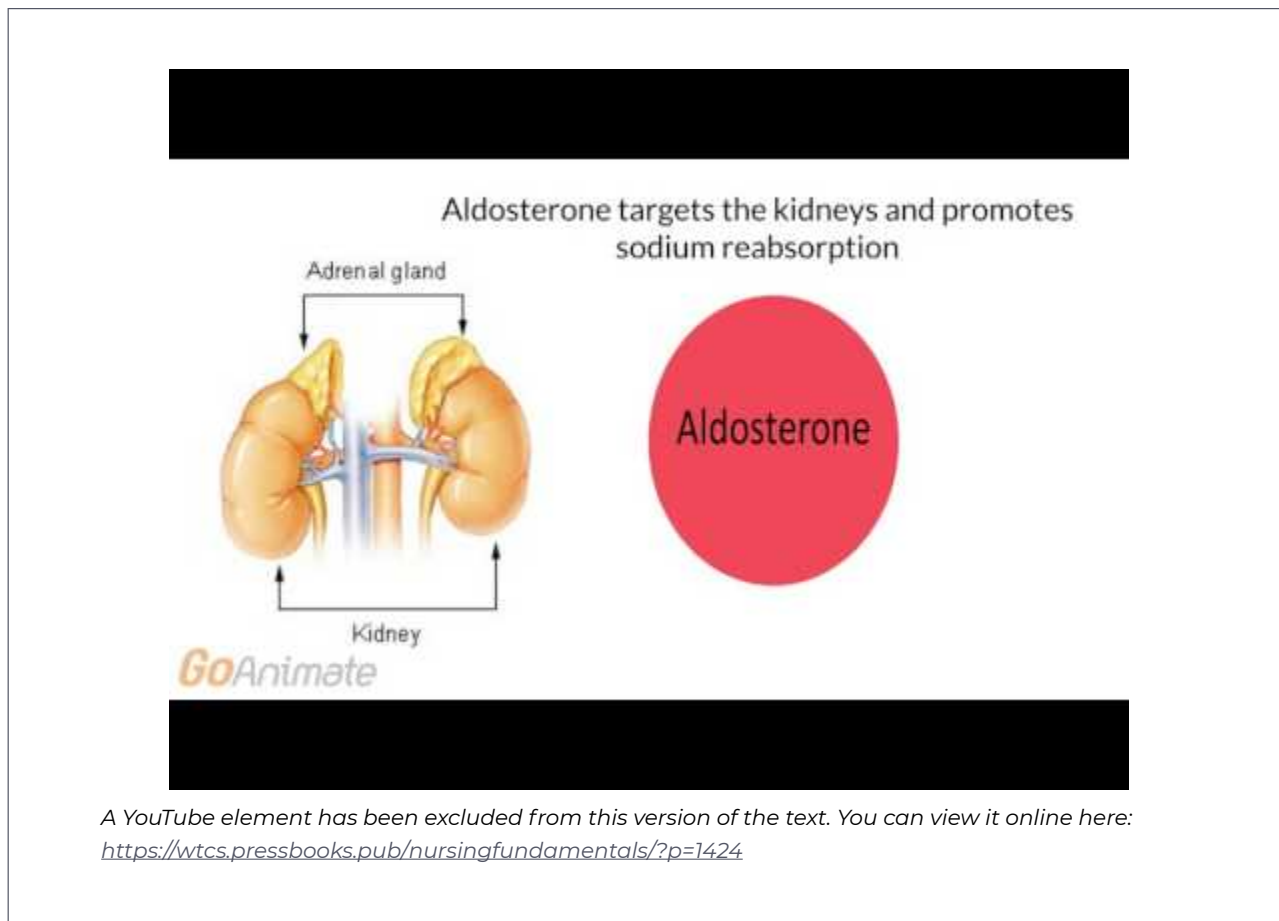 Aldosterone targets the kidneys and promotes
sodium reabsorption
Adrenal gland
Aldosterone
Kidney
GoAnimate
A YouTube element has been excluded from this version of the text. You can view it online here:
https://wtcs.pressbooks.pub/nursingfundamentals/?p=1424